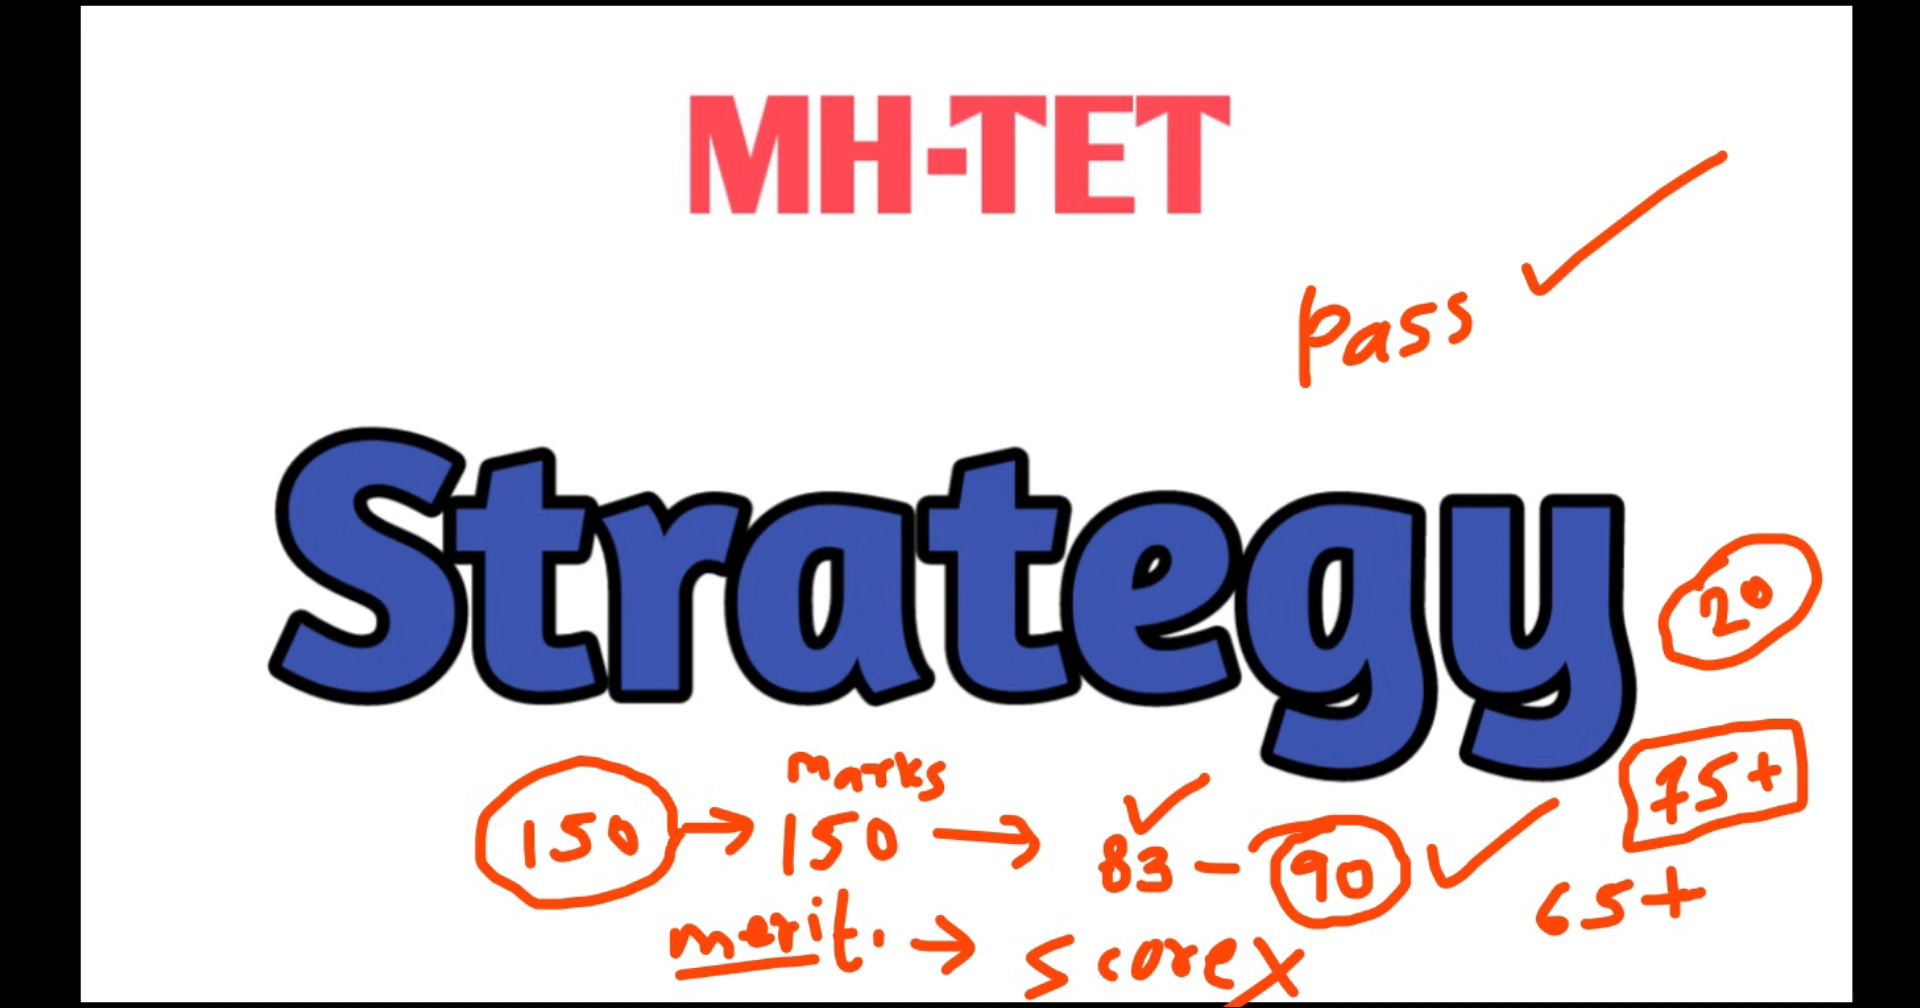 MH-TET
pass
Strategy
20
75+
marks
150 → 150 → 83 - 90
65+
merit. → score x